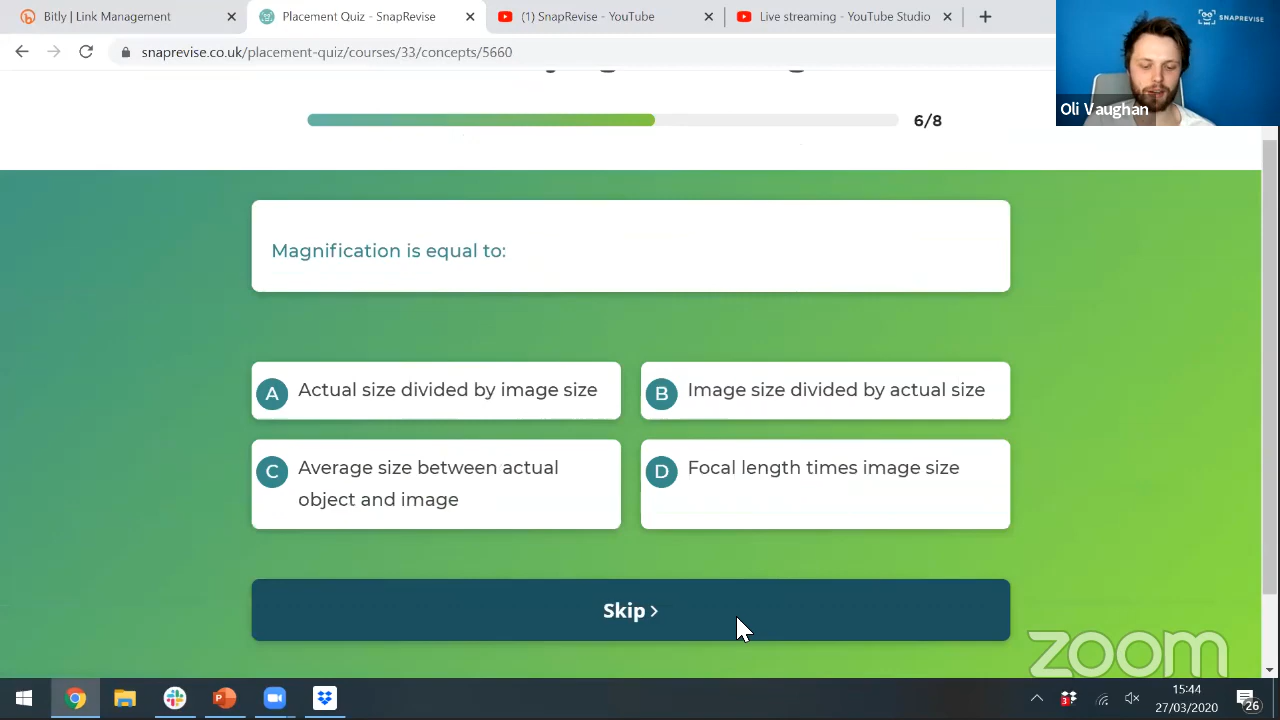 Bitly | Link Management
Placement Quiz - SnapRevise
(1) SnapRevise - YouTube
Live streaming - YouTube Studio
snaprevise.co.uk/placement-quiz/courses/33/concepts/5660
SNAPREVISE
Oli Vaughan
6/8
Magnification is equal to:
A Actual size divided by image size
B Image size divided by actual size
C Average size between actual
object and image
D Focal length times image size
Skip >
zoom
15:44
27/03/2020
3
26